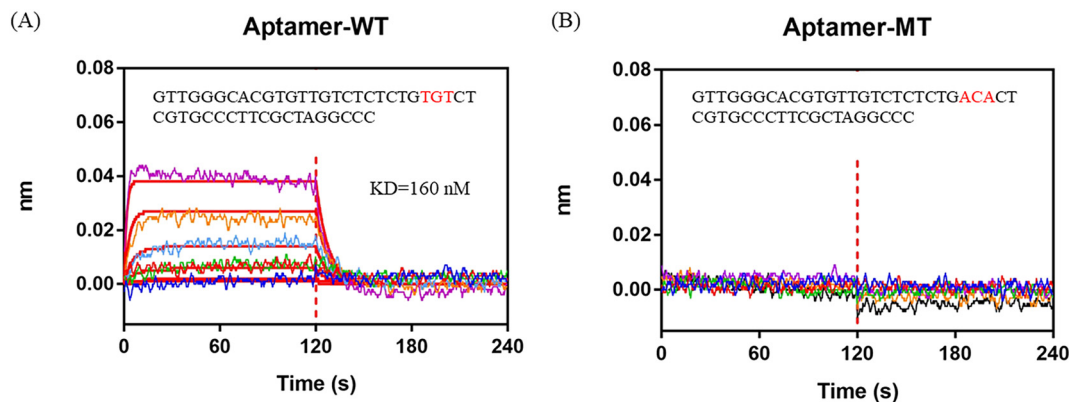 (A)
Aptamer-WT
0.08
0.06
0.04
0.02
0.00
nm
GTTGGGCACGTGTTGTCTCTCTGTGTCT
CGTGCCCTTCGCTAGGCCC
KD=160 nM
0
60
120
180
240
Time (s)
(B)
Aptamer-MT
0.08
0.06
0.04
0.02
0.00
nm
GTTGGGCACGTGTTGTCTCTCTGACACT
CGTGCCCTTCGCTAGGCCC
0
60
120
180
240
Time (s)